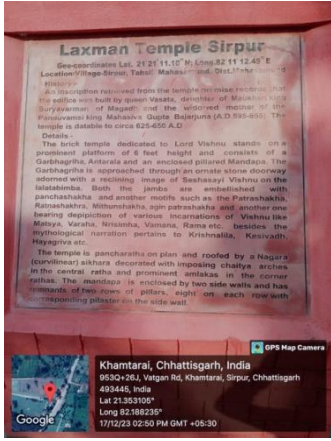 Laxman Temple Sirpur
Geo-coordinates Lat. 21 21 11.10" N; Long.82 11 12.45" E
Location:Village-Sirpur, Tahsil Mahasamund, Dist.
History-
An inscription retrieved from the temple records that
the edifice was built by queen Vasata, daughter of Maukhari king
Suryavarman of Magadh and the widowed mother of the
Panduvamsi king Mahasiva Gupta Balarjuna (A.D.595-655) The
temple is datable to circa 625-650 A.D
Details -
The brick temple dedicated to Lord Vishnu stands on a
prominent platform of 6 feet height and consists of a
Garbhagriha, Antarala and an enclosed pillared Mandapa. The
Garbhagriha is approached through an ornate stone doorway
adorned with a reclining image of Seshasayi Vishnu on the
lalatabimba. Both the jambs are embellished with
panchashakha and another motifs such as the Patrashakha,
Ratnashakhrs, Mithunshakha, again patrashakha and another one
bearing depiction of various incarnations of Vishnu like
Matsya, Varaha, Nrisimha, Vamana, Rama etc. besides the
mythological narration pertains to Krishnalila, Kesivadh,
Hayagriva etc.
The temple is pancharatha on plan and roofed by a Nagara
(curvilinear) sikhara decorated with imposing chaitya arches
in the central ratha and prominent amlakas in the corner
rathas. The mandapa is enclosed by two side walls and has
remnants of two rows of pillars, eight on each row with
corresponding pilaster on the side wall.
GPS Map Camera
Khamtarai, Chhattisgarh, India
953Q+26J, Vatgan Rd, Khamtarai, Sirpur, Chhattisgarh
493445, India
Lat 21.353105°
Long 82.188235°
17/12/23 02:50 PM GMT +05:30
Google